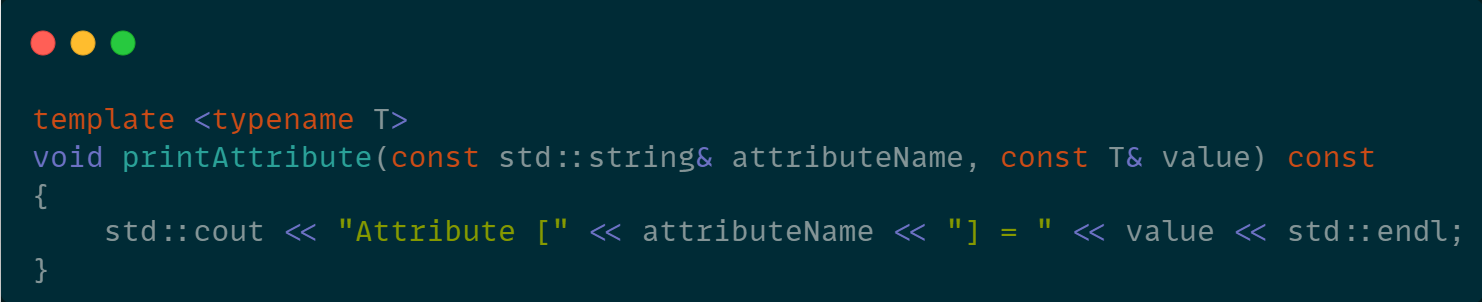 template <typename T>
void printAttribute(const std::string& attributeName, const T& value) const
{
    std::cout << "Attribute [" << attributeName << "] = " << value << std::endl;
}